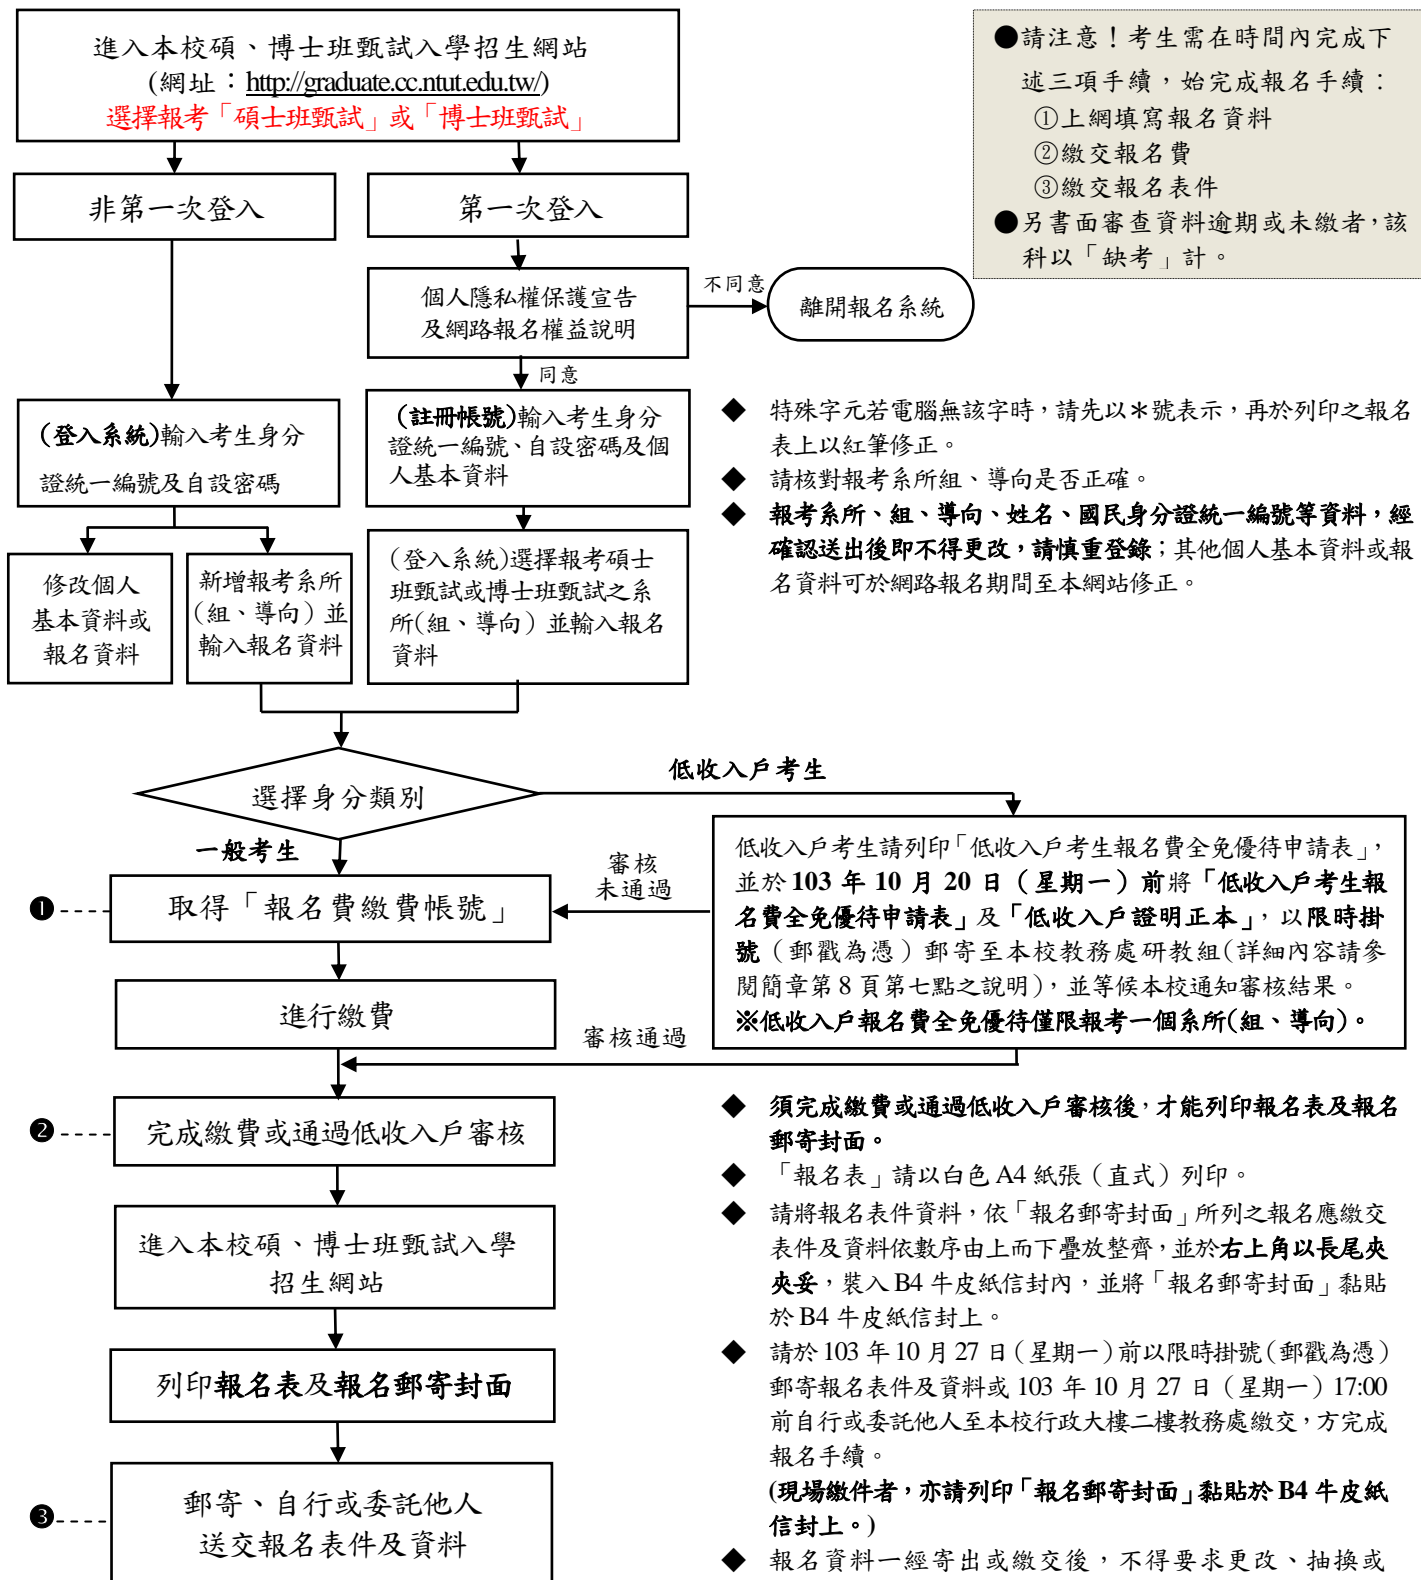 進入本校碩、博士班甄試入學招生網站
(網址：http://graduate.cc.ntut.edu.tw/)
選擇報考「碩士班甄試」或「博士班甄試」
●請注意！考生需在時間內完成下
述三項手續，始完成報名手續：
①上網填寫報名資料
②繳交報名費
③繳交報名表件
●另書面審查資料逾期或未繳者，該
科以「缺考」計。
非第一次登入
第一次登入
個人隱私權保護宣告
及網路報名權益說明
不同意
離開報名系統
同意
(登入系統)輸入考生身分
證統一編號及自設密碼
(註冊帳號)輸入考生身分
證統一編號、自設密碼及個
人基本資料
◆ 特殊字元若電腦無該字時，請先以＊號表示，再於列印之報名
表上以紅筆修正。
◆ 請核對報考系所組、導向是否正確。
◆ 報考系所、組、導向、姓名、國民身分證統一編號等資料，經
確認送出後即不得更改，請慎重登錄；其他個人基本資料或報
名資料可於網路報名期間至本網站修正。
修改個人
基本資料或
報名資料
新增報考系所
(組、導向）並
輸入報名資料
(登入系統)選擇報考碩士
班甄試或博士班甄試之系
所(組、導向）並輸入報名
資料
選擇身分類別
低收入戶考生
一般考生
低收入戶考生請列印「低收入戶考生報名費全免優待申請表」，
並於 103 年 10 月 20 日（星期一）前將「低收入戶考生報
名費全免優待申請表」及「低收入戶證明正本」，以限時掛
號（郵戳為憑）郵寄至本校教務處研教組(詳細內容請參
閱簡章第 8 頁第七點之說明)，並等候本校通知審核結果。
※低收入戶報名費全免優待僅限報考一個系所(組、導向)。
審核
未通過
❶
取得「報名費繳費帳號」
進行繳費
審核通過
❷
完成繳費或通過低收入戶審核
進入本校碩、博士班甄試入學
招生網站
列印報名表及報名郵寄封面
❸
郵寄、自行或委託他人
送交報名表件及資料
◆ 須完成繳費或通過低收入戶審核後，才能列印報名表及報名
郵寄封面。
◆ 「報名表」請以白色 A4 紙張（直式）列印。
◆ 請將報名表件資料，依「報名郵寄封面」所列之報名應繳交
表件及資料依數序由上而下疊放整齊，並於右上角以長尾夾
夾妥，裝入 B4 牛皮紙信封內，並將「報名郵寄封面」黏貼
於 B4 牛皮紙信封上。
◆ 請於 103 年 10 月 27 日（星期一）前以限時掛號（郵戳為憑）
郵寄報名表件及資料或 103 年 10 月 27 日（星期一）17:00
前自行或委託他人至本校行政大樓二樓教務處繳交，方完成
報名手續。
(現場繳件者，亦請列印「報名郵寄封面」黏貼於 B4 牛皮紙
信封上。)
◆ 報名資料一經寄出或繳交後，不得要求更改、抽換或